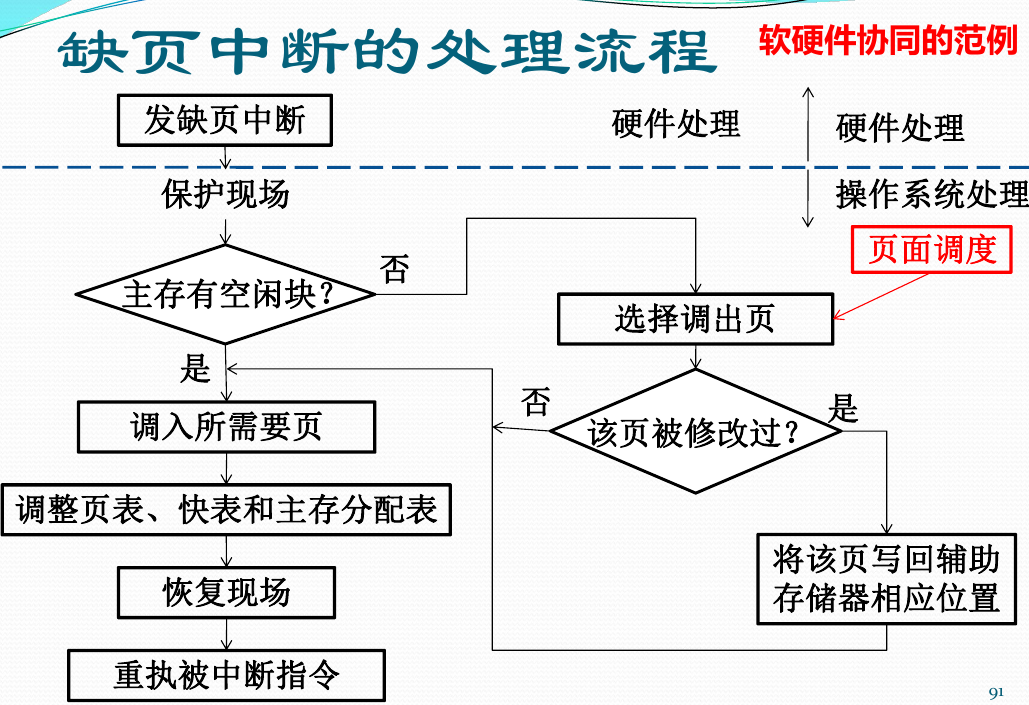 缺页中断的处理流程
软硬件协同的范例
发缺页中断
硬件处理
硬件处理
保护现场
操作系统处理
页面调度
主存有空闲块？
否
选择调出页
是
调入所需要页
否
该页被修改过？
是
调整页表、快表和主存分配表
将该页写回辅助
存储器相应位置
恢复现场
重执被中断指令
91